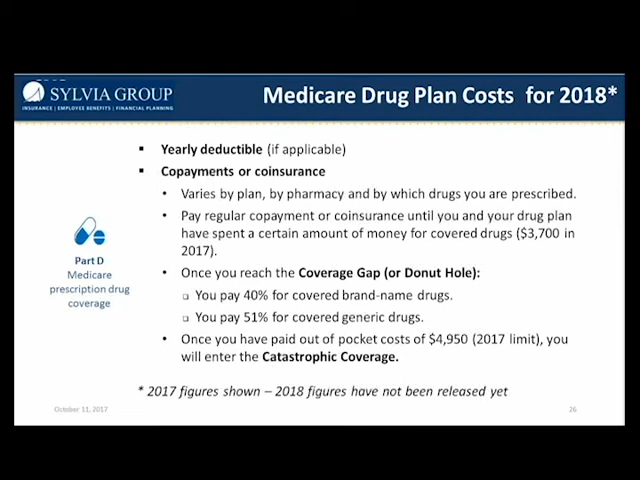 SYLVIA GROUP
INSURANCE | EMPLOYEE BENEFITS | FINANCIAL PLANNING
Medicare Drug Plan Costs for 2018*
▪ Yearly deductible (if applicable)
▪ Copayments or coinsurance
• Varies by plan, by pharmacy and by which drugs you are prescribed.
• Pay regular copayment or coinsurance until you and your drug plan
have spent a certain amount of money for covered drugs ($3,700 in
2017).
Part D
Medicare
prescription drug
coverage
• Once you reach the Coverage Gap (or Donut Hole):
❑ You pay 40% for covered brand-name drugs.
❑ You pay 51% for covered generic drugs.
• Once you have paid out of pocket costs of $4,950 (2017 limit), you
will enter the Catastrophic Coverage.
* 2017 figures shown – 2018 figures have not been released yet
October 11, 2017
26